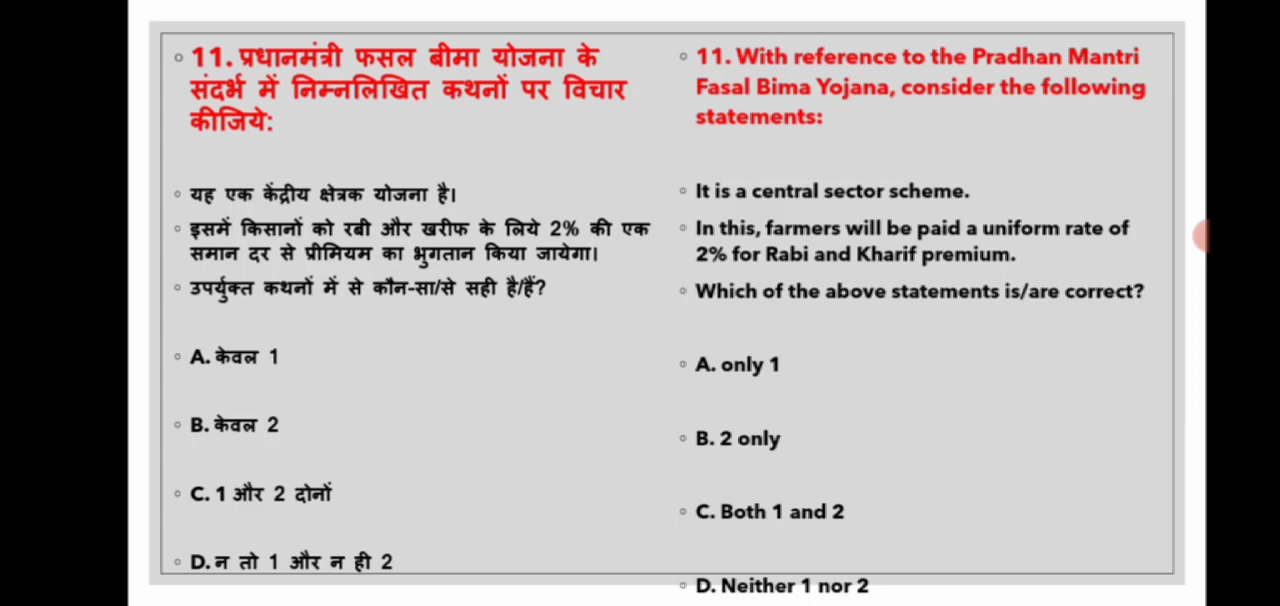 11. प्रधानमंत्री फसल बीमा योजना के
संदर्भ में निम्नलिखित कथनों पर विचार
कीजिये:
यह एक केंद्रीय क्षेत्रक योजना है।
इसमें किसानों को रबी और खरीफ के लिये 2% की एक
समान दर से प्रीमियम का भुगतान किया जायेगा।
उपर्युक्त कथनों में से कौन-सा/से सही है/हैं?
A. केवल 1
B. केवल 2
C. 1 और 2 दोनों
D. न तो 1 और न ही 2
11. With reference to the Pradhan Mantri
Fasal Bima Yojana, consider the following
statements:
It is a central sector scheme.
In this, farmers will be paid a uniform rate of
2% for Rabi and Kharif premium.
Which of the above statements is/are correct?
A. only 1
B. 2 only
C. Both 1 and 2
D. Neither 1 nor 2